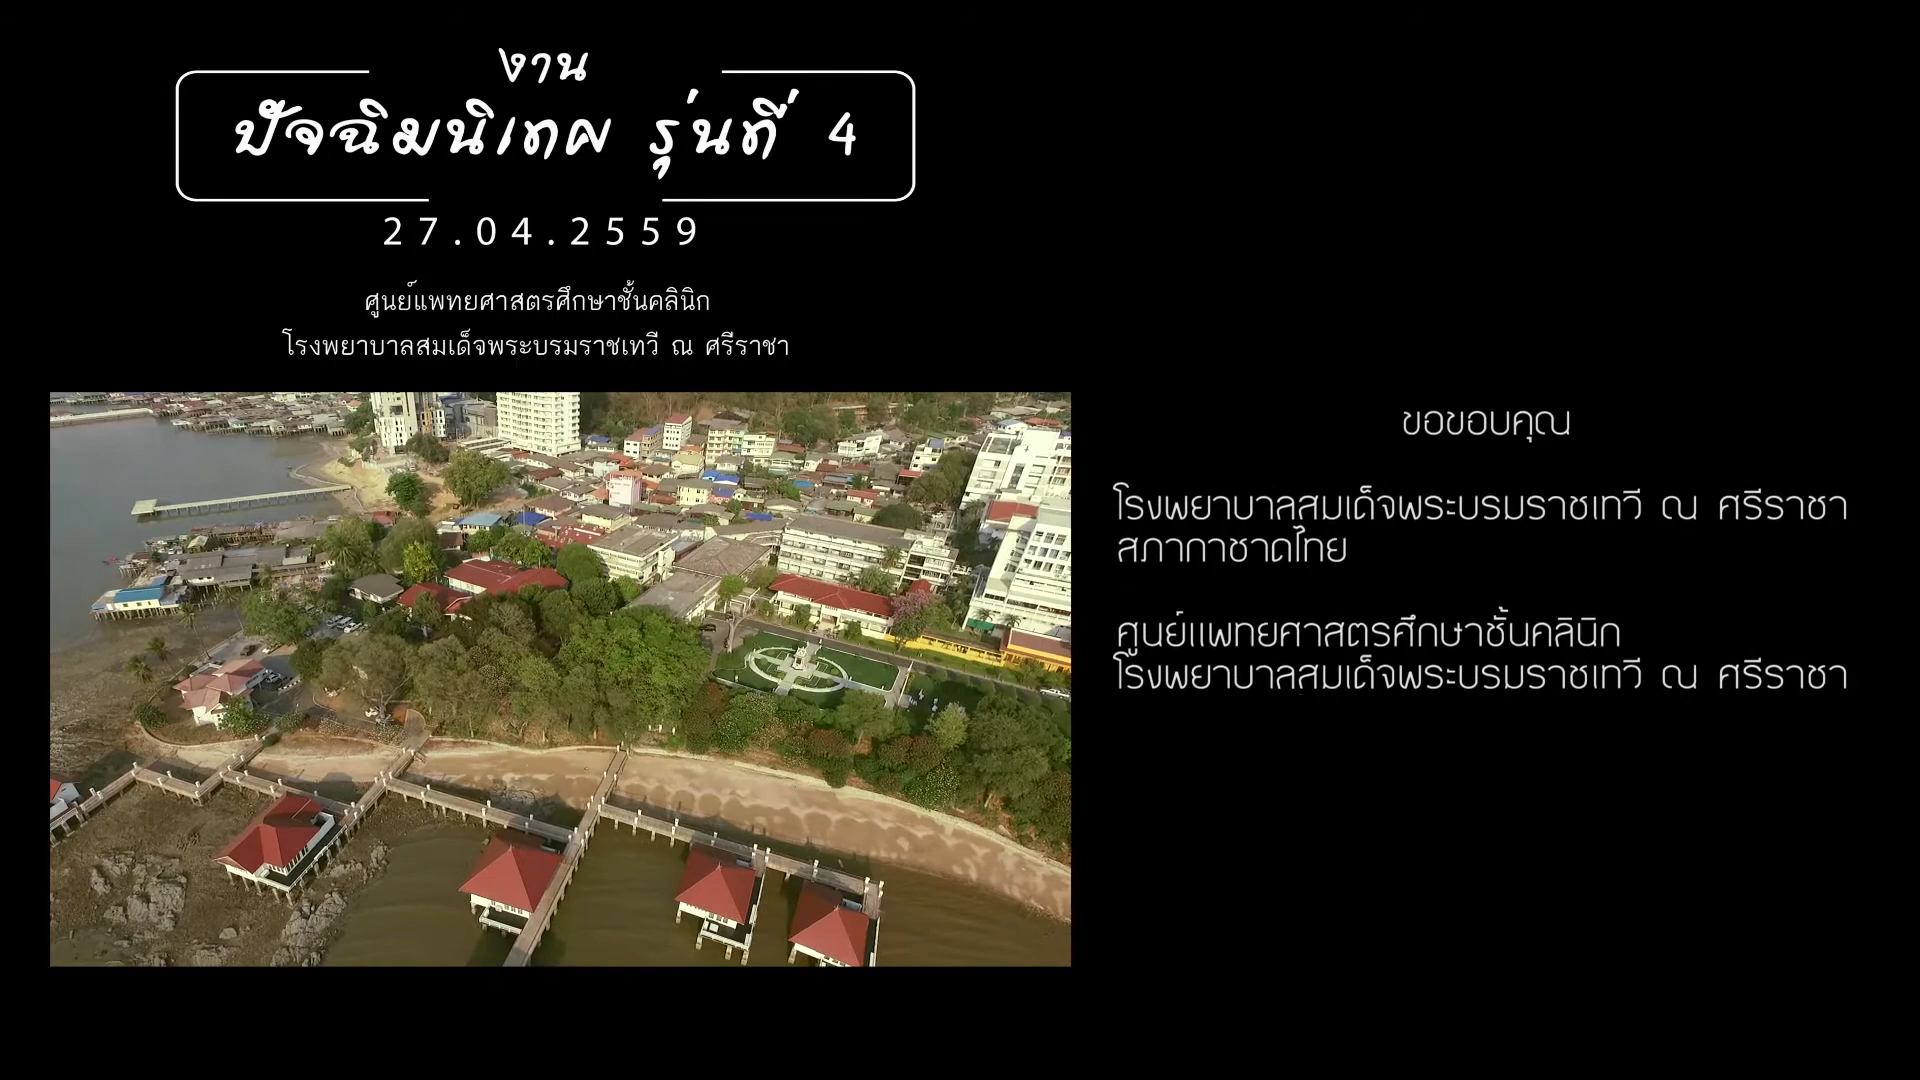 งาน
ปัจฉิมนิเทศ รุ่นที่ 4
27.04.2559
ศูนย์แพทยศาสตรศึกษาชั้นคลินิก
โรงพยาบาลสมเด็จพระบรมราชเทวี ณ ศรีราชา
ขอขอบคุณ
โรงพยาบาลสมเด็จพระบรมราชเทวี ณ ศรีราชา
สภากาชาดไทย
ศูนย์แพทยศาสตรศึกษาชั้นคลินิก
โรงพยาบาลสมเด็จพระบรมราชเทวี ณ ศรีราชา